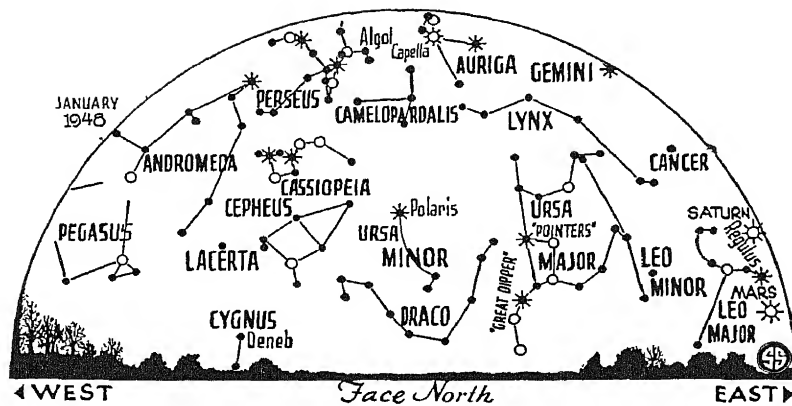 Algol
Capella
AURIGA
GEMINI
JANUARY
1948
PERSEUS
CAMELOPARDALIS
LYNX
ANDROMEDA
CANCER
CASSIOPEIA
CEPHEUS
Polaris
URSA
MINOR
URSA
"POINTERS"
MAJOR
SATURN
Regulus
PEGASUS
LACERTA
LEO
MINOR
MARS
"GREAT DIPPER"
DRACO
LEO
MAJOR
CYGNUS
Deneb
WEST
Face North
EAST